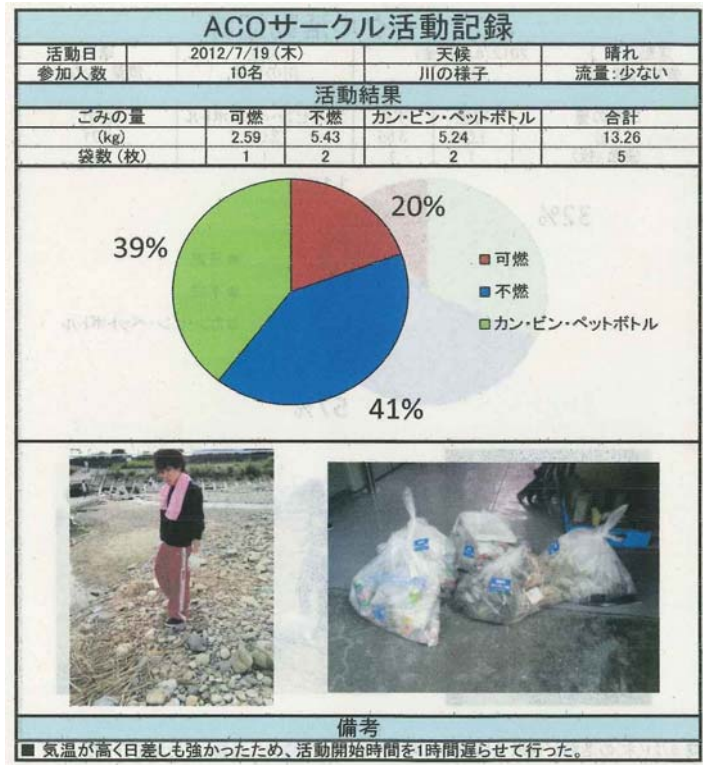 ACOサークル活動記録
活動日 2012/7/19 (木) 天候 晴れ
参加人数 10名 川の様子 流量:少ない
活動結果
ごみの量 可燃 不燃 カン・ビン・ペットボトル 合計
(kg) 2.59 5.43 5.24 13.26
袋数 (枚) 1 2 2 5
20%
39%
41%
可燃
不燃
カン・ビン・ペットボトル
備考
■ 気温が高く日差しも強かったため、活動開始時間を1時間遅らせて行った。